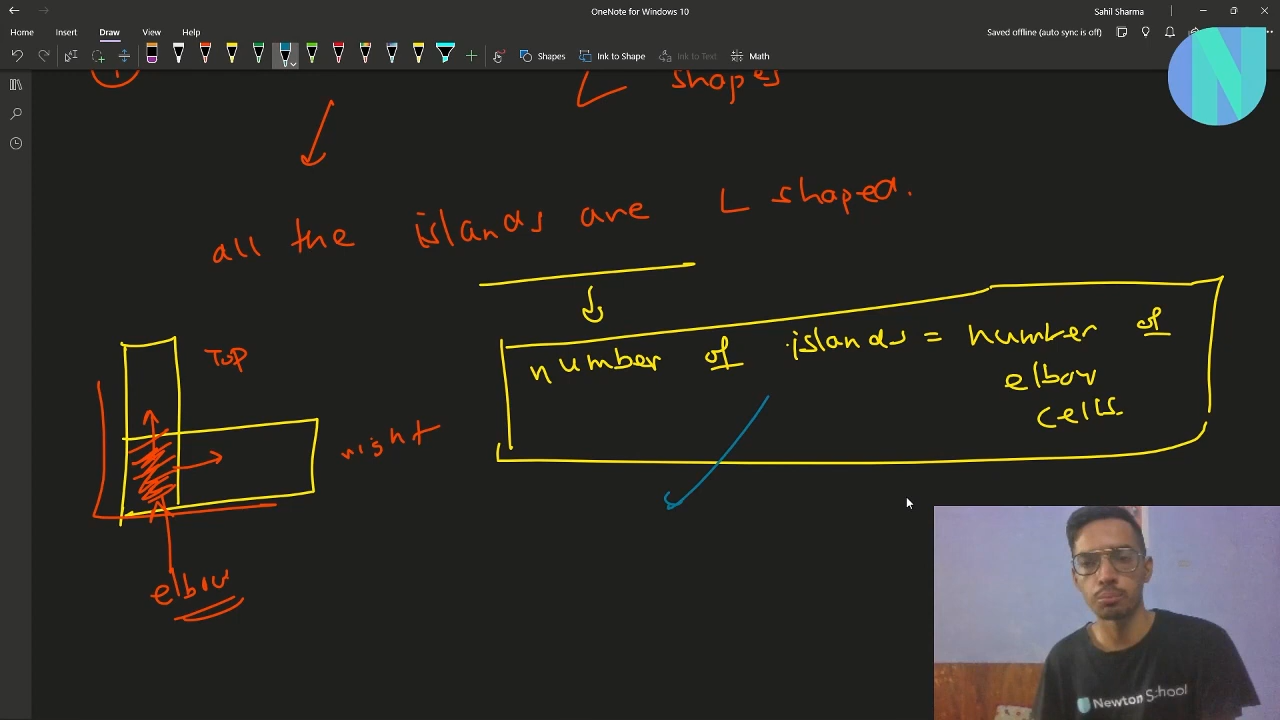 OneNote for Windows 10
Sahil Sharma
Home Insert Draw View Help
Saved offline (auto sync is off)
Shapes Ink to Shape Ink to Text Math
1
L shapes
all the islands are L shaped.
number of islands = number of
elbow
cells
Top
right
elbow
Newton School